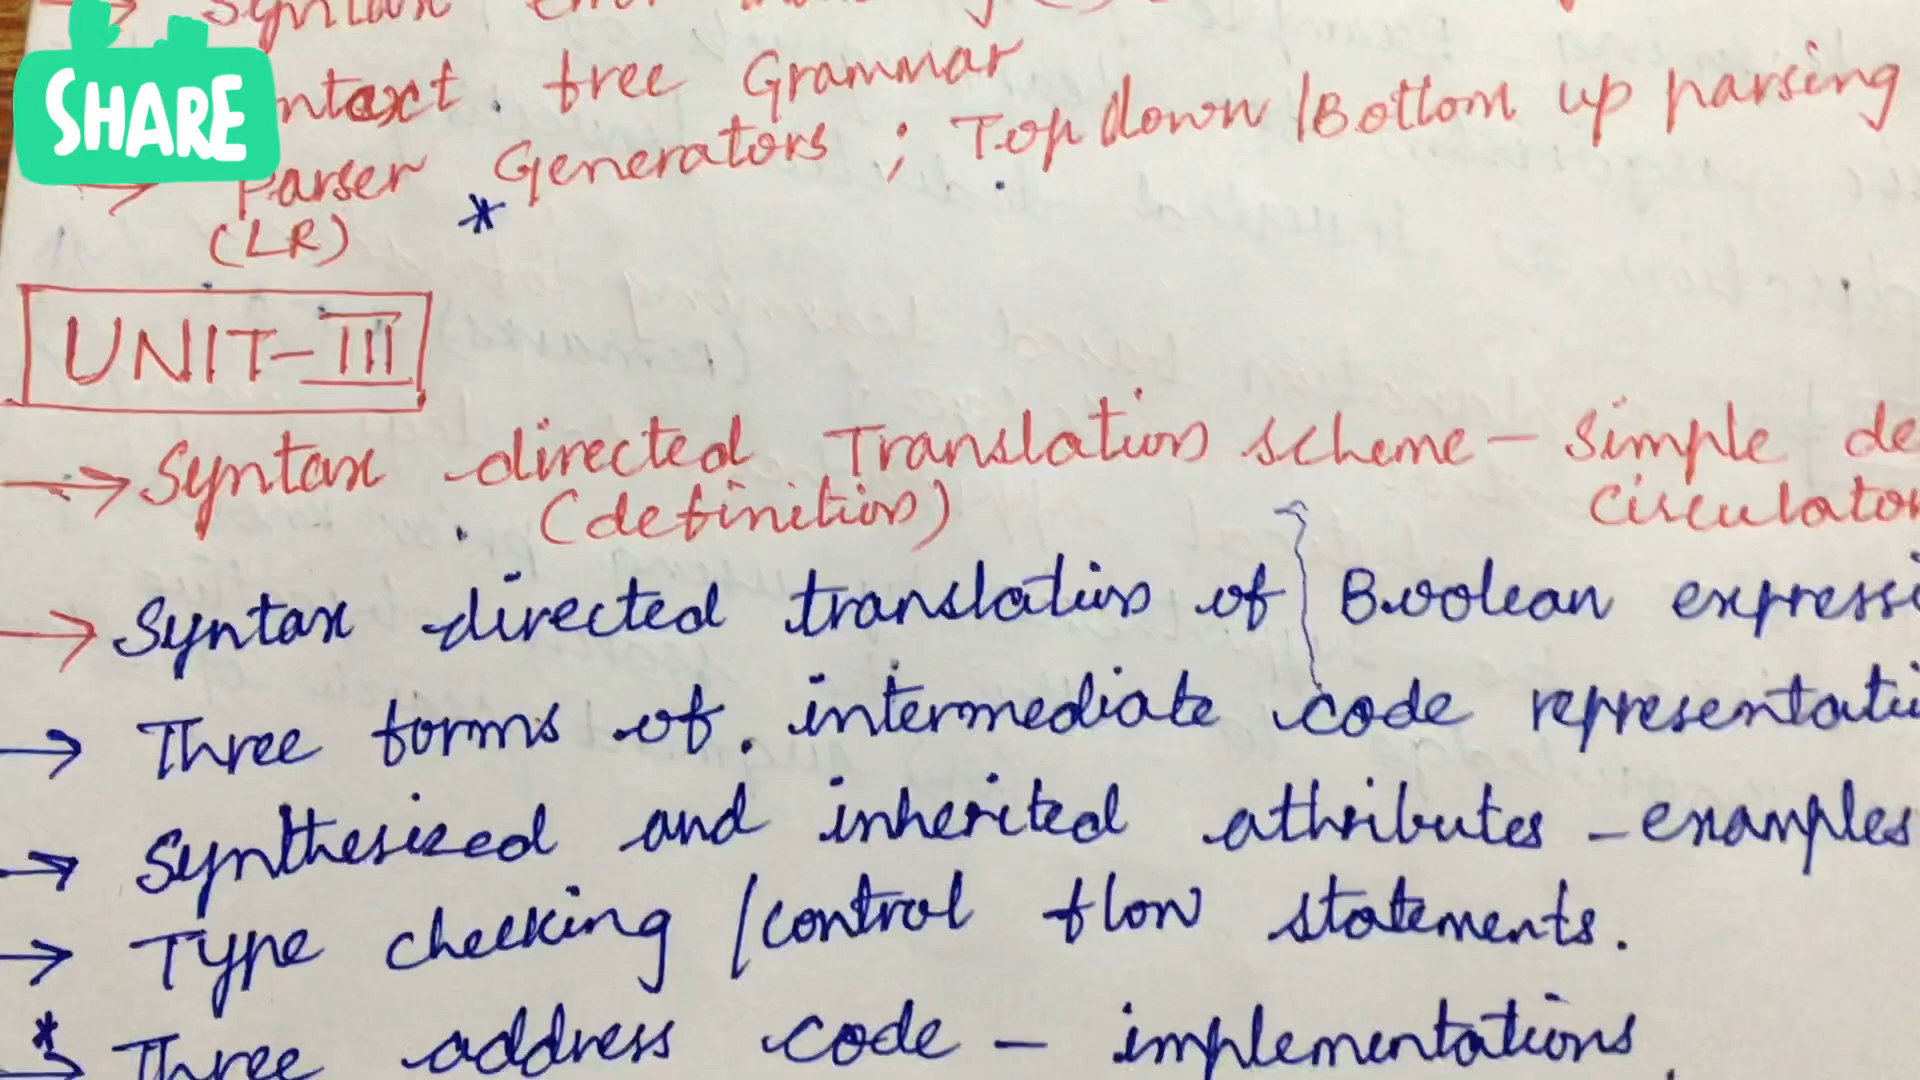 SHARE
ntext free Grammar
Parser Generators ; Top down / Bottom up parsing
(LR) *
UNIT-III
→ Syntax directed Translation scheme - Simple de
(definition) circulator
→ Syntax directed translation of Boolean expressi
→ Three forms of intermediate code representati
→ Synthesized and inherited attributes - examples
→ Type checking / control flow statements.
* → Three address code - implementations